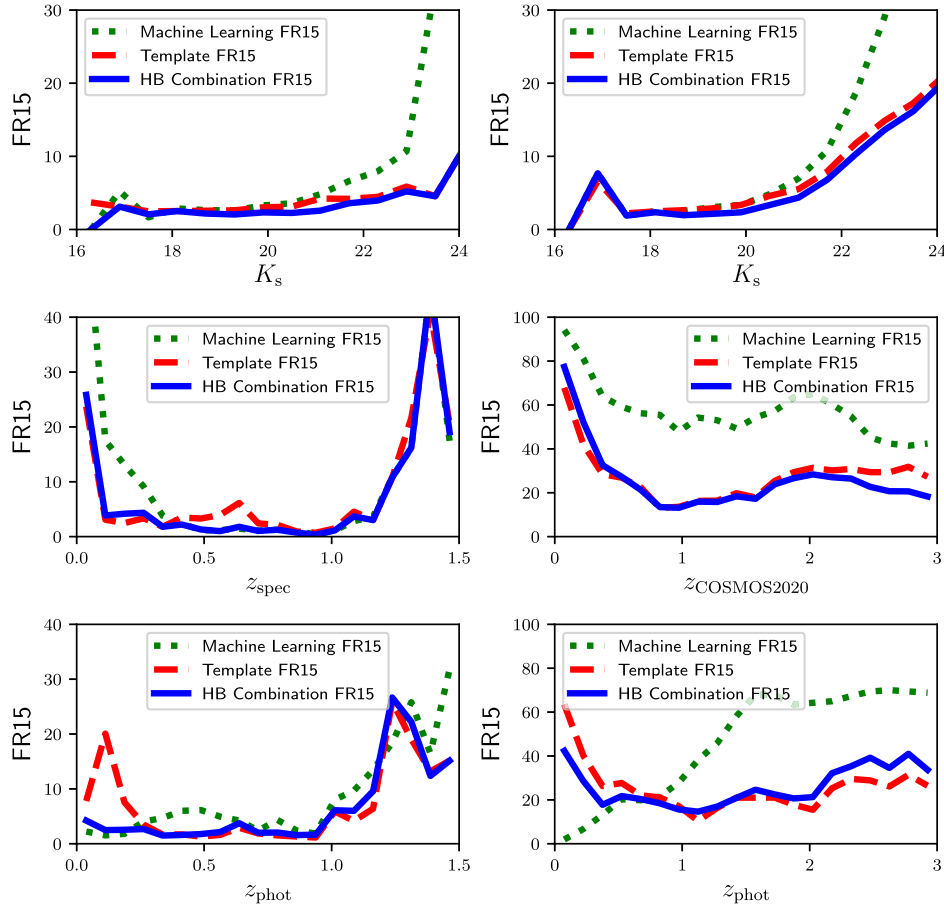 30
20
10
0
FR15
Machine Learning FR15
Template FR15
HB Combination FR15
16 18 20 22 24
Ks
30
20
10
0
FR15
Machine Learning FR15
Template FR15
HB Combination FR15
16 18 20 22 24
Ks
40
30
20
10
0
FR15
Machine Learning FR15
Template FR15
HB Combination FR15
0.0 0.5 1.0 1.5
zspec
100
80
60
40
20
0
FR15
Machine Learning FR15
Template FR15
HB Combination FR15
0 1 2 3
zCOSMOS2020
40
30
20
10
0
FR15
Machine Learning FR15
Template FR15
HB Combination FR15
0.0 0.5 1.0 1.5
zphot
100
80
60
40
20
0
FR15
Machine Learning FR15
Template FR15
HB Combination FR15
0 1 2 3
zphot